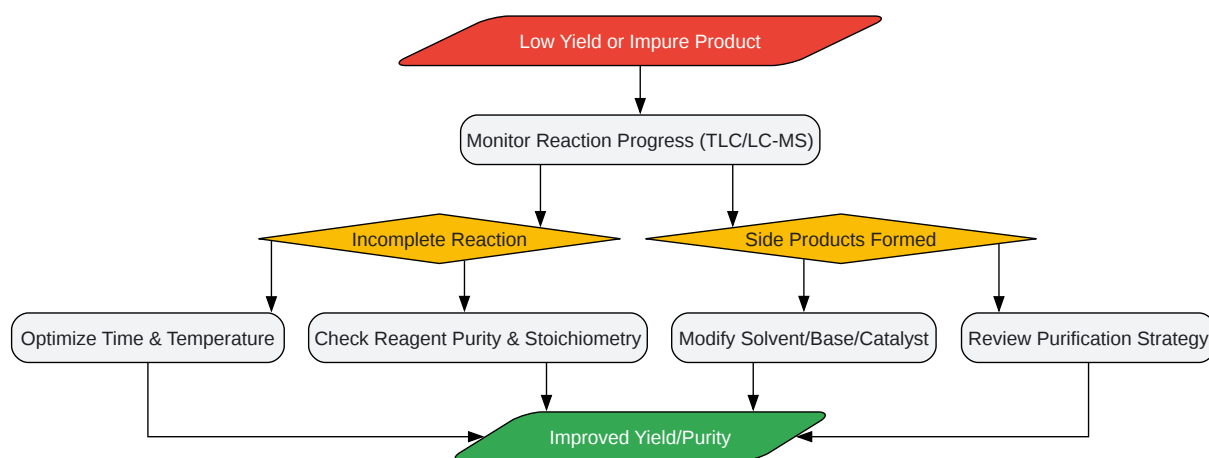 Low Yield or Impure Product
Monitor Reaction Progress (TLC/LC-MS)
Incomplete Reaction
Side Products Formed
Optimize Time & Temperature
Check Reagent Purity & Stoichiometry
Modify Solvent/Base/Catalyst
Review Purification Strategy
Improved Yield/Purity